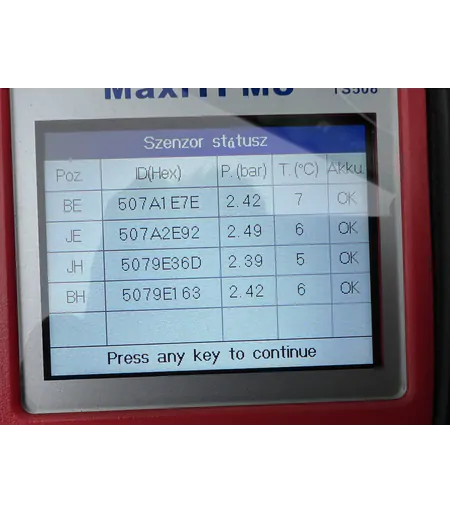 MaxiTPMS
TS508
Szenzor státusz
Poz. ID(Hex) P. (bar) T. (°C) Akku.
BE 507A1E7E 2.42 7 OK
JE 507A2E92 2.49 6 OK
JH 5079E36D 2.39 5 OK
BH 5079E163 2.42 6 OK
Press any key to continue